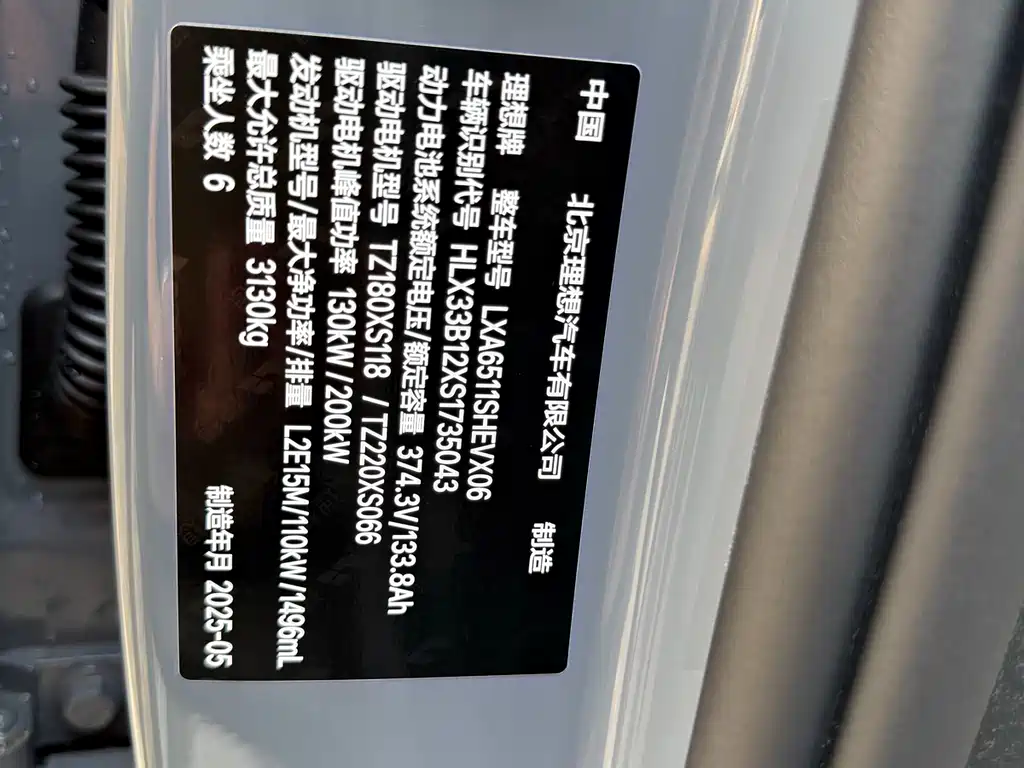 中国 北京理想汽车有限公司 制造
理想牌 整车型号 LXA6511SHEVX06
车辆识别代号 HLX33B12XS1735043
动力电池系统额定电压/额定容量 374.3V/133.8Ah
驱动电机型号 TZ180XS118 /TZ220XS066
驱动电机峰值功率 130kW/200kW
发动机型号/最大净功率/排量 L2E15M/110kW/1496mL
最大允许总质量 3130kg
乘坐人数 6 制造年月 2025-05